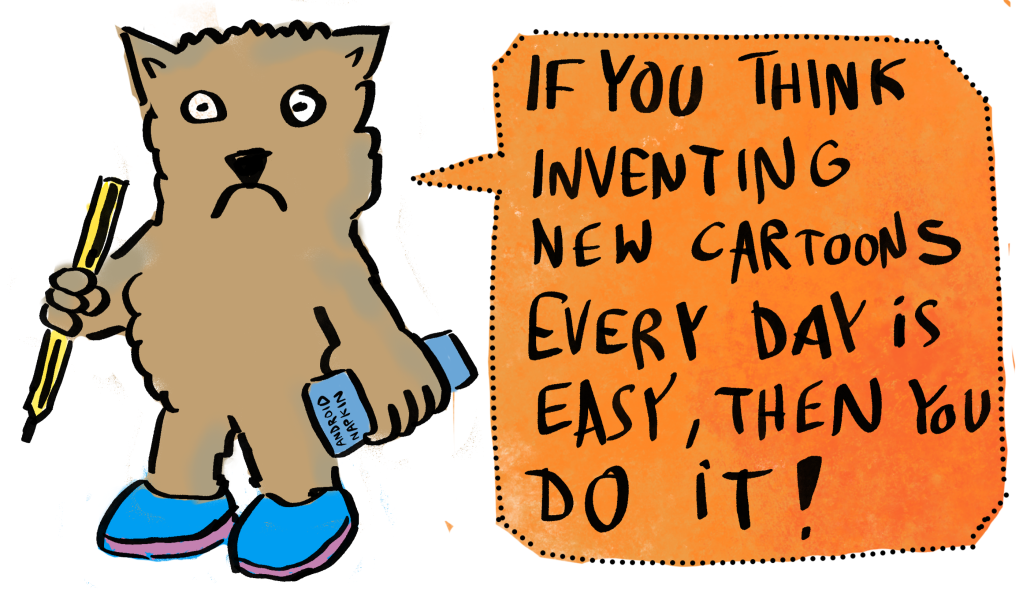 IF YOU THINK
INVENTING
NEW CARTOONS
EVERY DAY iS
EASY, THEN YoU
DO iT!
ANDROID
NAPKIN